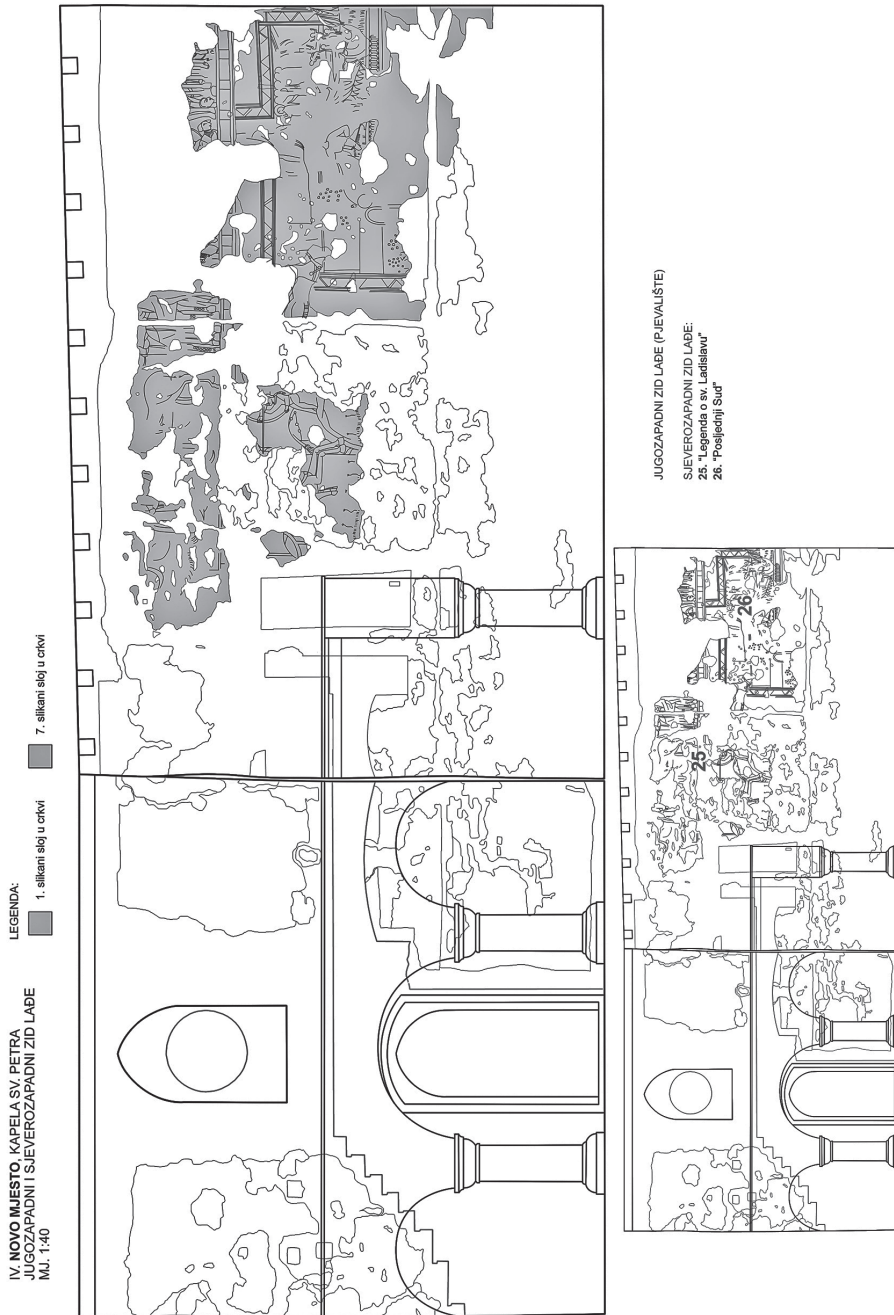 IV. NOVO MJESTO, KAPELA SV. PETRA
JUGOZAPADNI I SJEVEROZAPADNI ZID LAĐE
MJ. 1:40
LEGENDA:
1. slikani sloj u crkvi
7. slikani sloj u crkvi
JUGOZAPADNI ZID LAĐE (PJEVALIŠTE)
SJEVEROZAPADNI ZID LAĐE:
25. "Legenda o sv. Ladislavu"
26. "Posljednji Sud"
25
26